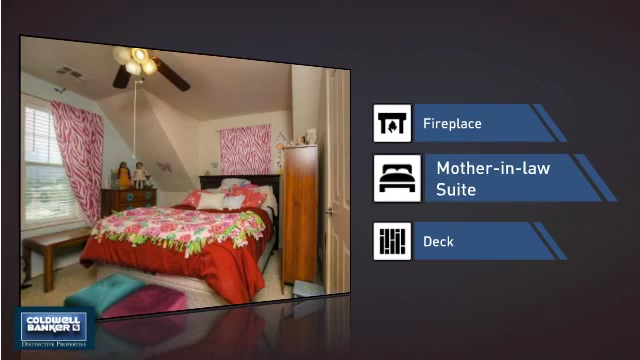 Fireplace
Mother-in-law
Suite
Deck
COLDWELL
BANKER
DISTINCTIVE PROPERTIES